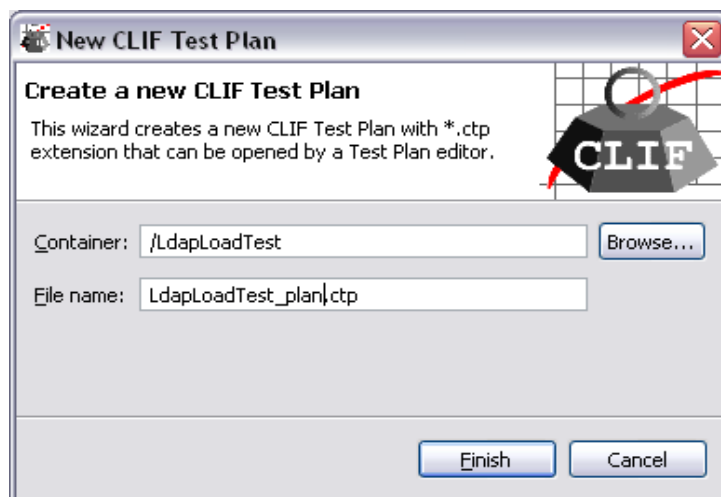 New CLIF Test Plan
Create a new CLIF Test Plan
This wizard creates a new CLIF Test Plan with *.ctp
extension that can be opened by a Test Plan editor.
CLIF
Container: /LdapLoadTest Browse...
File name: LdapLoadTest_plan.ctp
Finish Cancel